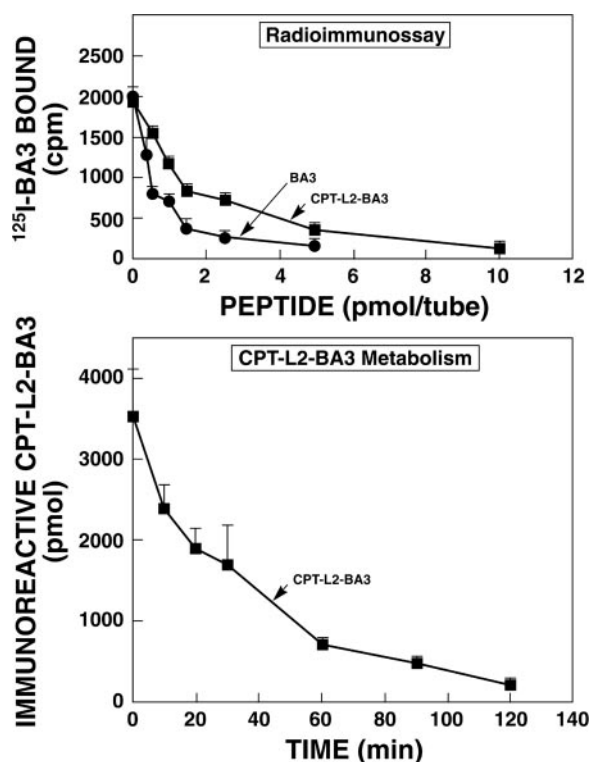 Radioimmunossay
2500
2000
1500
1000
500
0
¹²⁵I-BA3 BOUND
(cpm)
BA3
CPT-L2-BA3
0 2 4 6 8 10 12
PEPTIDE (pmol/tube)
CPT-L2-BA3 Metabolism
4000
3000
2000
1000
0
IMMUNOREACTIVE CPT-L2-BA3
(pmol)
CPT-L2-BA3
0 20 40 60 80 100 120 140
TIME (min)